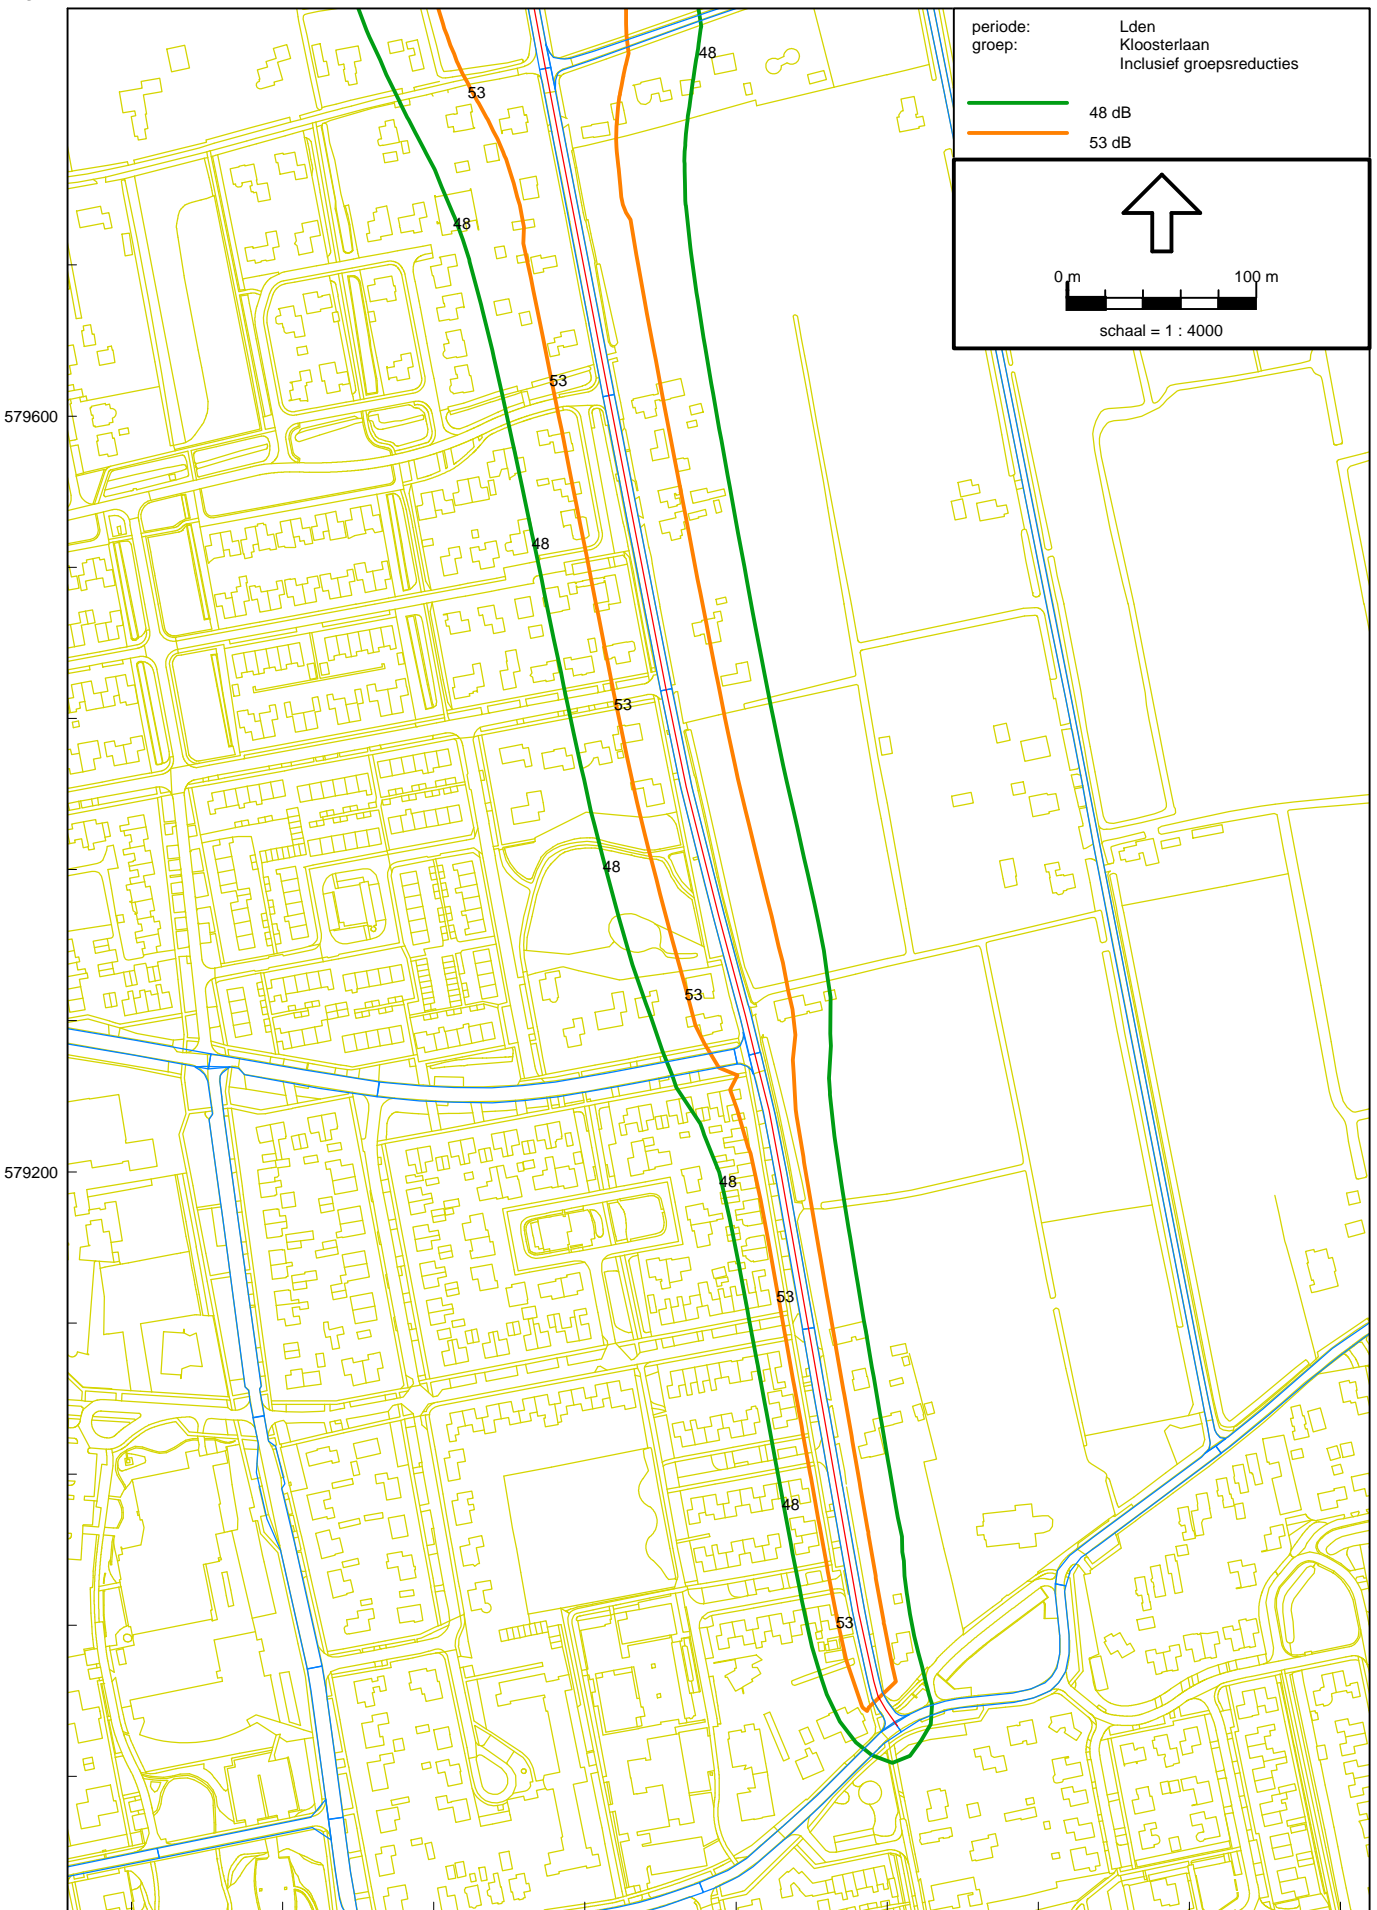 periode: Lden
groep: Kloosterlaan
Inclusief groepsreducties
48 dB
53 dB
0 m 100 m
schaal = 1 : 4000
48
53
48
53
579600
48
53
48
53
579200
48
53
48
53